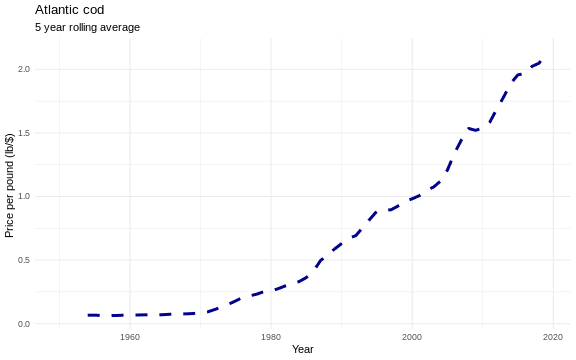 Atlantic cod
5 year rolling average
Price per pound (lb/$)
2.0
1.5
1.0
0.5
0.0
1960
1980
2000
2020
Year